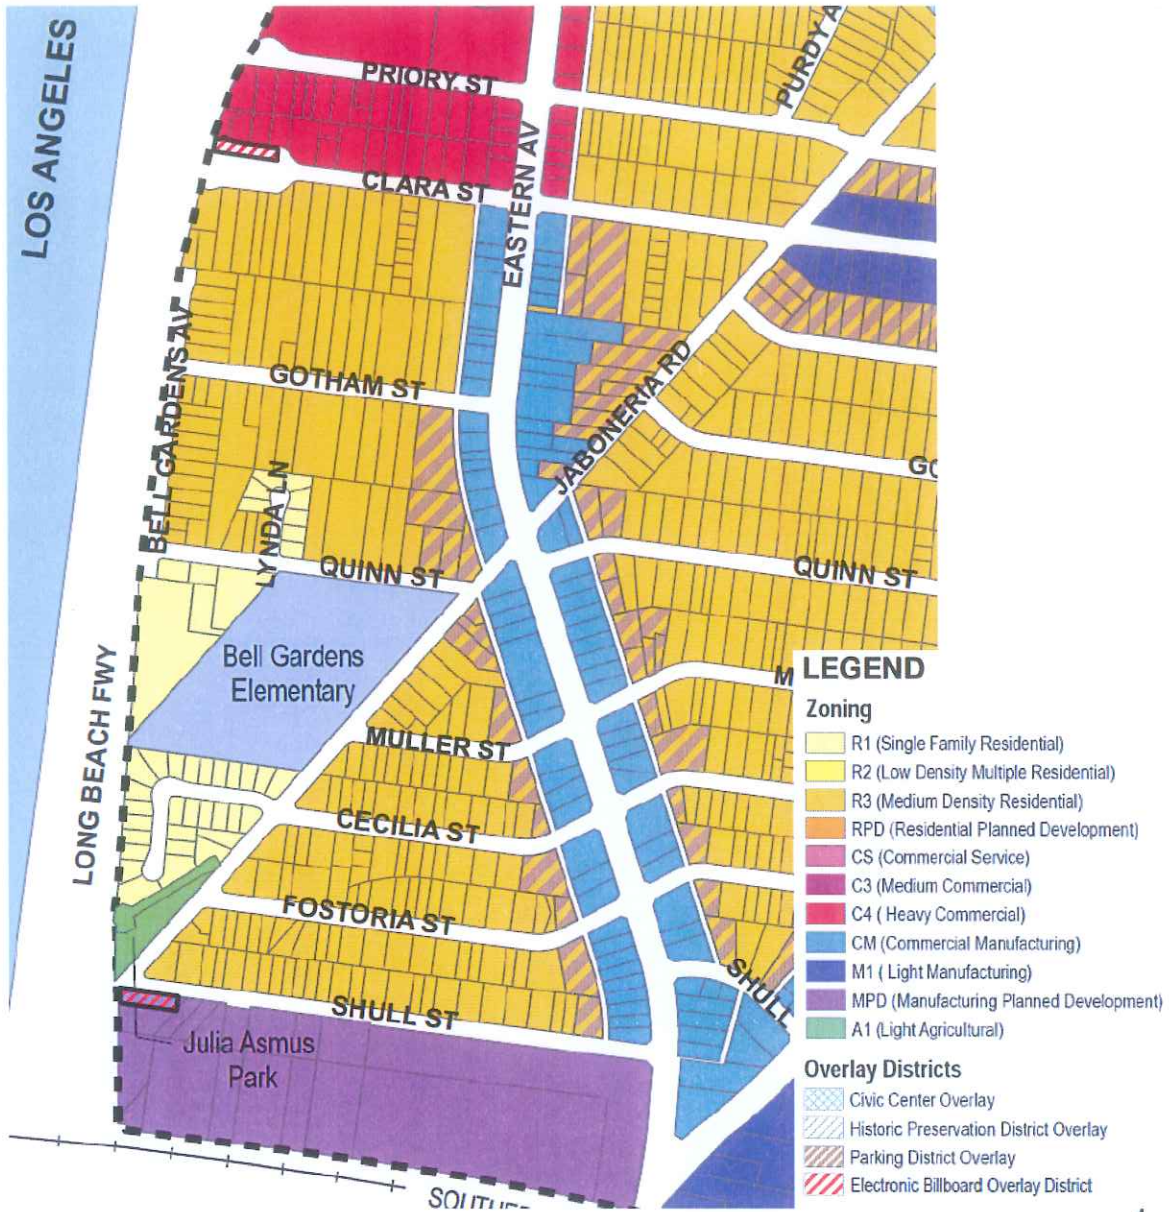 LOS ANGELES
PRIORY ST
PURDY A
EASTERN AV
CLARA ST
BELL GARDENS AV
GOTHAM ST
JABONERIA RD
GO
LYNDA LN
QUINN ST
QUINN ST
Bell Gardens
Elementary
LONG BEACH FWY
M
MULLER ST
CECILIA ST
FOSTORIA ST
SHULL ST
SHULL
Julia Asmus
Park
LEGEND
Zoning
R1 (Single Family Residential)
R2 (Low Density Multiple Residential)
R3 (Medium Density Residential)
RPD (Residential Planned Development)
CS (Commercial Service)
C3 (Medium Commercial)
C4 ( Heavy Commercial)
CM (Commercial Manufacturing)
M1 ( Light Manufacturing)
MPD (Manufacturing Planned Development)
A1 (Light Agricultural)
Overlay Districts
Civic Center Overlay
Historic Preservation District Overlay
Parking District Overlay
Electronic Billboard Overlay District